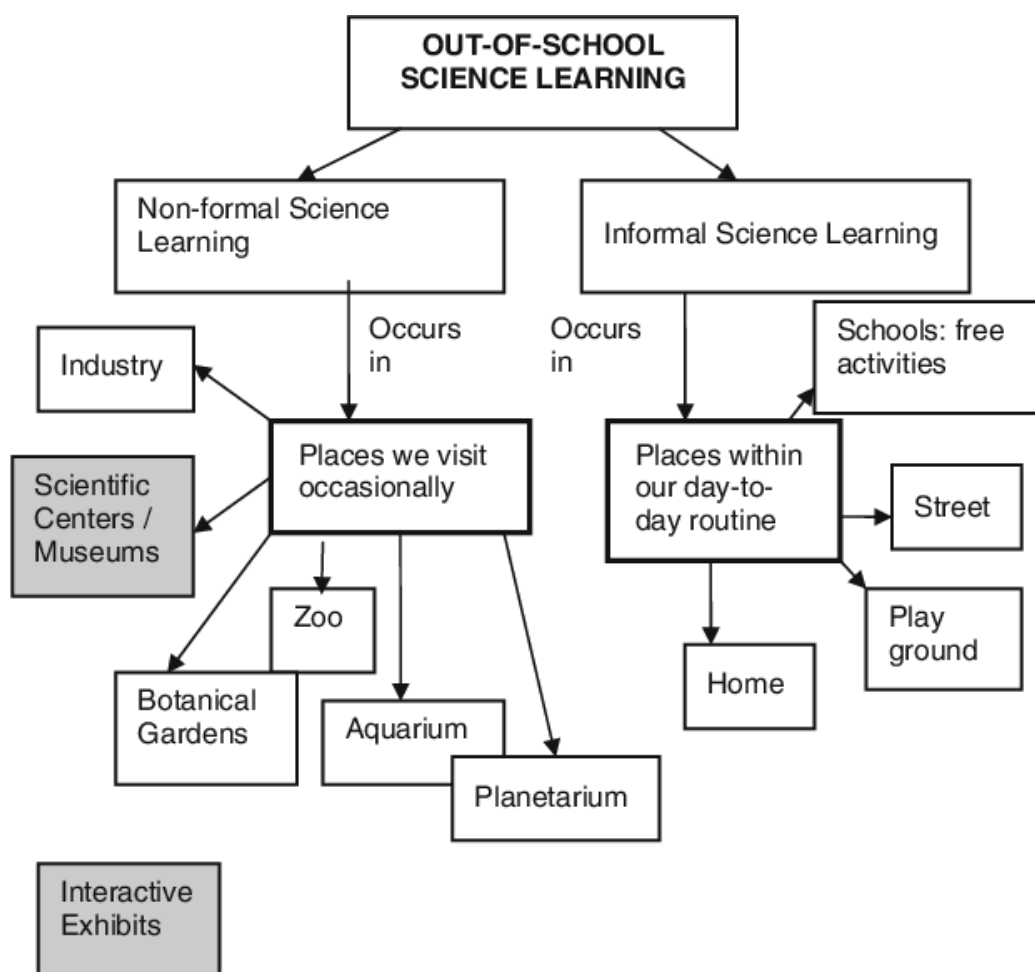 OUT-OF-SCHOOL
SCIENCE LEARNING
Non-formal Science
Learning
Informal Science Learning
Occurs
in
Occurs
in
Schools: free
activities
Industry
Places we visit
occasionally
Places within
our day-to-
day routine
Scientific
Centers /
Museums
Street
Zoo
Play
ground
Home
Botanical
Gardens
Aquarium
Planetarium
Interactive
Exhibits